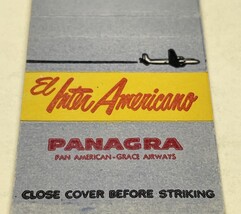 El Inter Americano
PANAGRA
PAN AMERICAN-GRACE AIRWAYS
CLOSE COVER BEFORE STRIKING